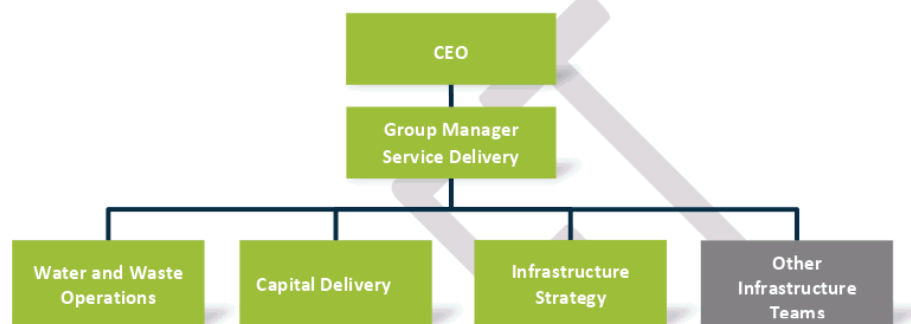 CEO
Group Manager
Service Delivery
Water and Waste
Operations
Capital Delivery
Infrastructure
Strategy
Other
Infrastructure
Teams